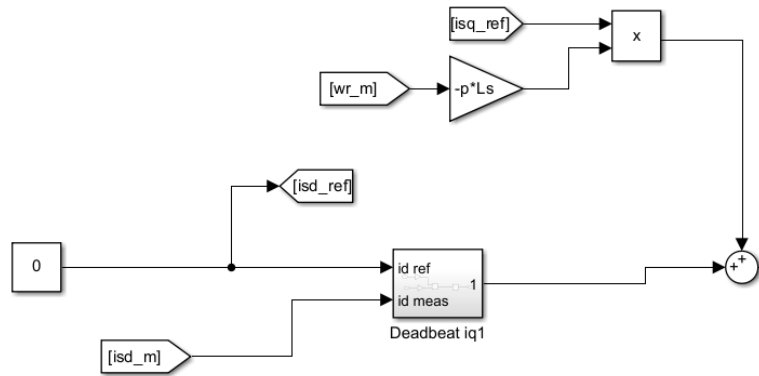 [isq_ref]
x
[wr_m]
-p*Ls
[isd_ref]
0
id ref
1
id meas
Deadbeat iq1
[isd_m]
+
+